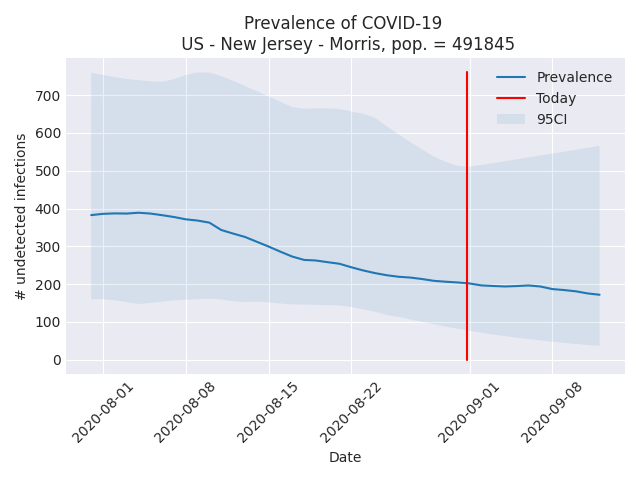 Prevalence of COVID-19
US - New Jersey - Morris, pop. = 491845
Prevalence
Today
95CI
# undetected infections
700
600
500
400
300
200
100
0
2020-08-01
2020-08-08
2020-08-15
2020-08-22
2020-09-01
2020-09-08
Date